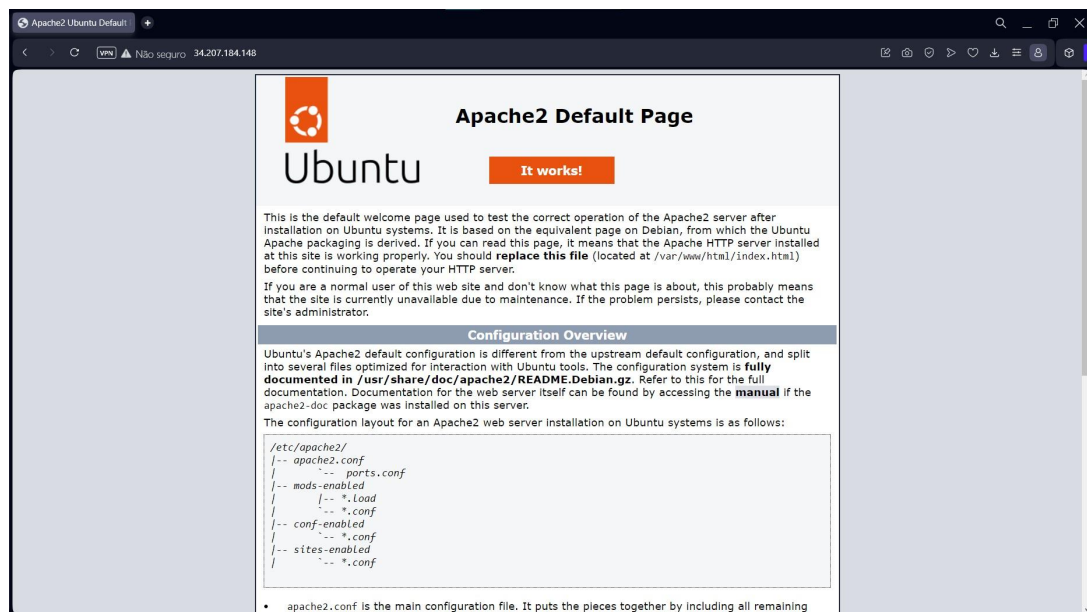 Apache2 Ubuntu Default
VPN Não seguro 34.207.184.148
Apache2 Default Page
Ubuntu
It works!
This is the default welcome page used to test the correct operation of the Apache2 server after
installation on Ubuntu systems. It is based on the equivalent page on Debian, from which the Ubuntu
Apache packaging is derived. If you can read this page, it means that the Apache HTTP server installed
at this site is working properly. You should replace this file (located at /var/www/html/index.html)
before continuing to operate your HTTP server.
If you are a normal user of this web site and don't know what this page is about, this probably means
that the site is currently unavailable due to maintenance. If the problem persists, please contact the
site's administrator.
Configuration Overview
Ubuntu's Apache2 default configuration is different from the upstream default configuration, and split
into several files optimized for interaction with Ubuntu tools. The configuration system is fully
documented in /usr/share/doc/apache2/README.Debian.gz. Refer to this for the full
documentation. Documentation for the web server itself can be found by accessing the manual if the
apache2-doc package was installed on this server.
The configuration layout for an Apache2 web server installation on Ubuntu systems is as follows:
/etc/apache2/
|-- apache2.conf
|       `--  ports.conf
|-- mods-enabled
|       |-- *.load
|       `-- *.conf
|-- conf-enabled
|       `-- *.conf
|-- sites-enabled
|       `-- *.conf
• apache2.conf is the main configuration file. It puts the pieces together by including all remaining